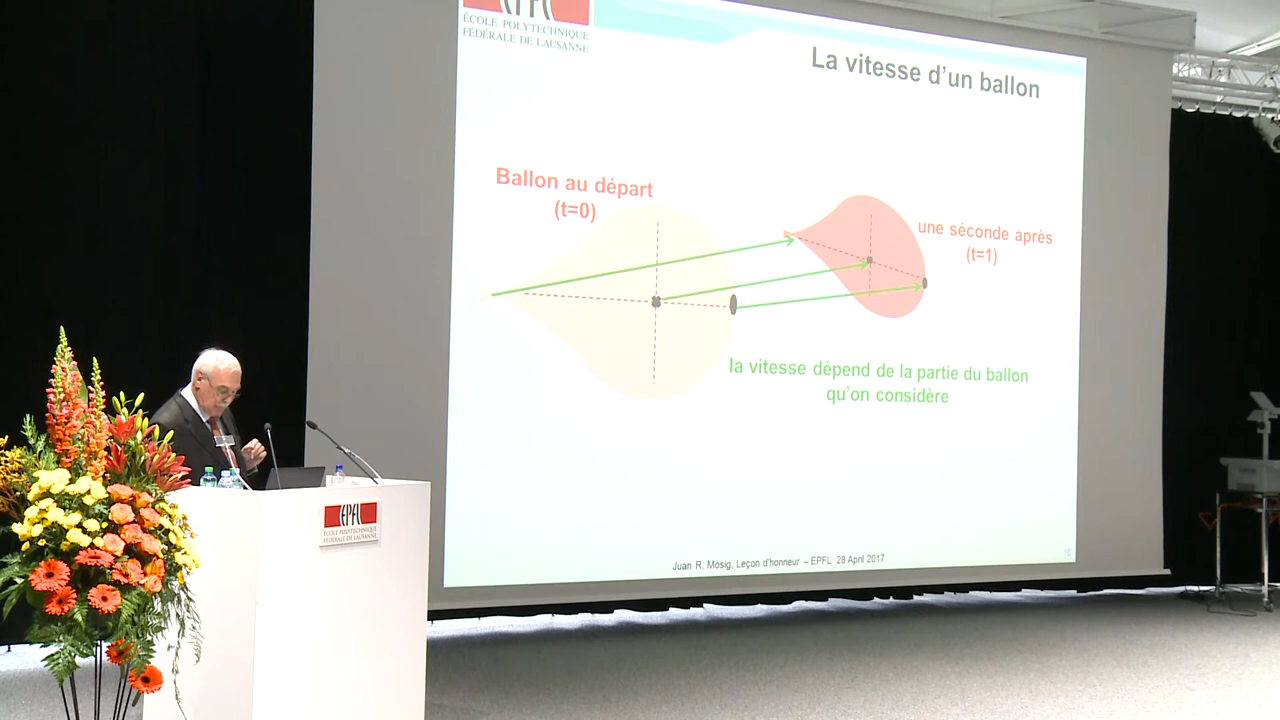 ÉCOLE POLYTECHNIQUE
FÉDÉRALE DE LAUSANNE
La vitesse d'un ballon
Ballon au départ
(t=0)
une séconde après
(t=1)
la vitesse dépend de la partie du ballon
qu'on considère
Juan R. Mosig, Leçon d'honneur – EPFL 28 April 2017
EPFL
ÉCOLE POLYTECHNIQUE
FÉDÉRALE DE LAUSANNE